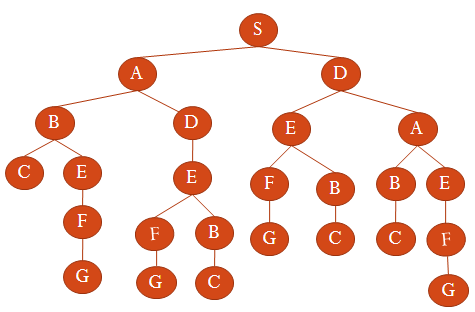 S
A D
B D E A
C E E F B B E
F F B G C C F
G G C G